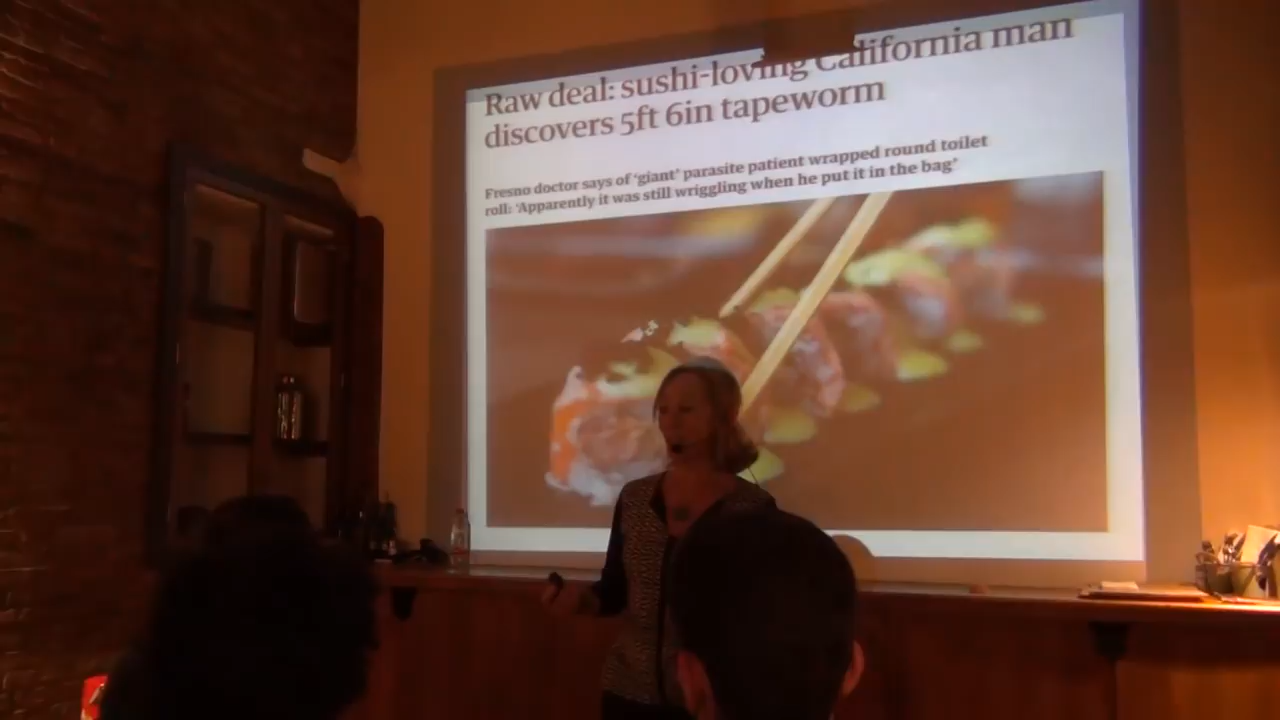 Raw deal: sushi-loving California man
discovers 5ft 6in tapeworm
Fresno doctor says of ‘giant’ parasite patient wrapped round toilet
roll: ‘Apparently it was still wriggling when he put it in the bag’